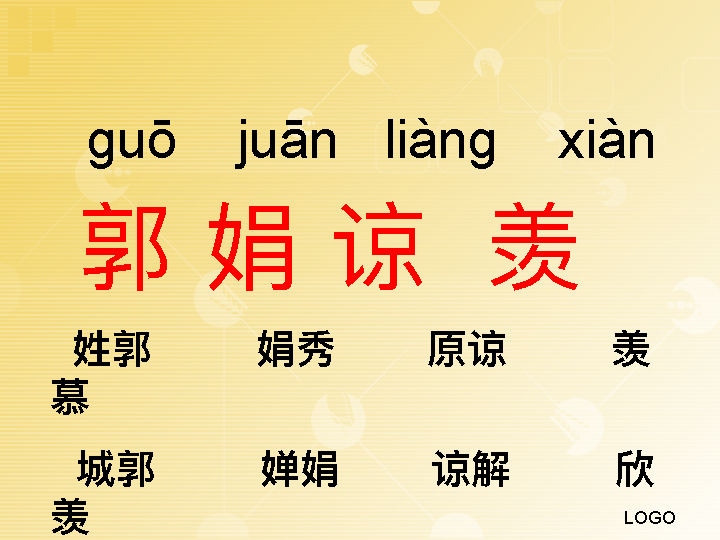 guō juān liàng xiàn
郭 娟 谅 羡
姓郭 娟秀 原谅 羡
慕
城郭 婵娟 谅解 欣
羡
LOGO